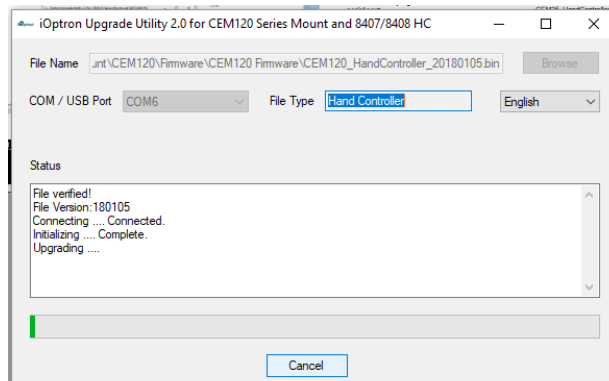 iOptron Upgrade Utility 2.0 for CEM120 Series Mount and 8407/8408 HC
File Name .unt\CEM120\Firmware\CEM120 Firmware\CEM120_HandController_20180105.bin Browse
COM / USB Port COM6 File Type Hand Controller English
Status
File verified!
File Version:180105
Connecting .... Connected.
Initializing .... Complete.
Upgrading ....
Cancel